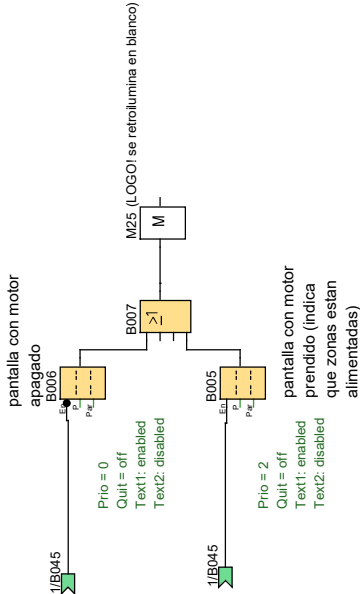 pantalla con motor
apagado
B006
En
P
Par
Prio = 0
Quit = off
Text1: enabled
Text2: disabled
1/B045
B007
≥1
M25 (LOGO! se retroilumina en blanco)
M
B005
En
P
Par
Prio = 2
Quit = off
Text1: enabled
Text2: disabled
1/B045
pantalla con motor
prendido (indica
que zonas estan
alimentadas)